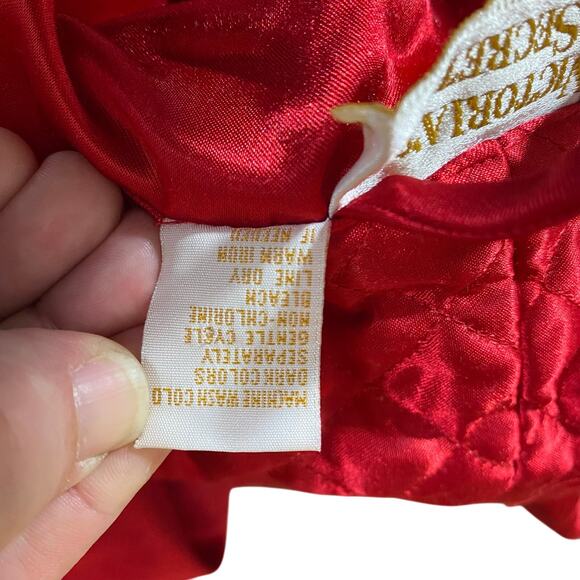 VICTORIA'S
SECRET
MACHINE WASH COLD
DARK COLORS
SEPARATELY
GENTLE CYCLE
NON-CHLORINE
BLEACH
LINE DRY
WARM IRON
IF NEEDED